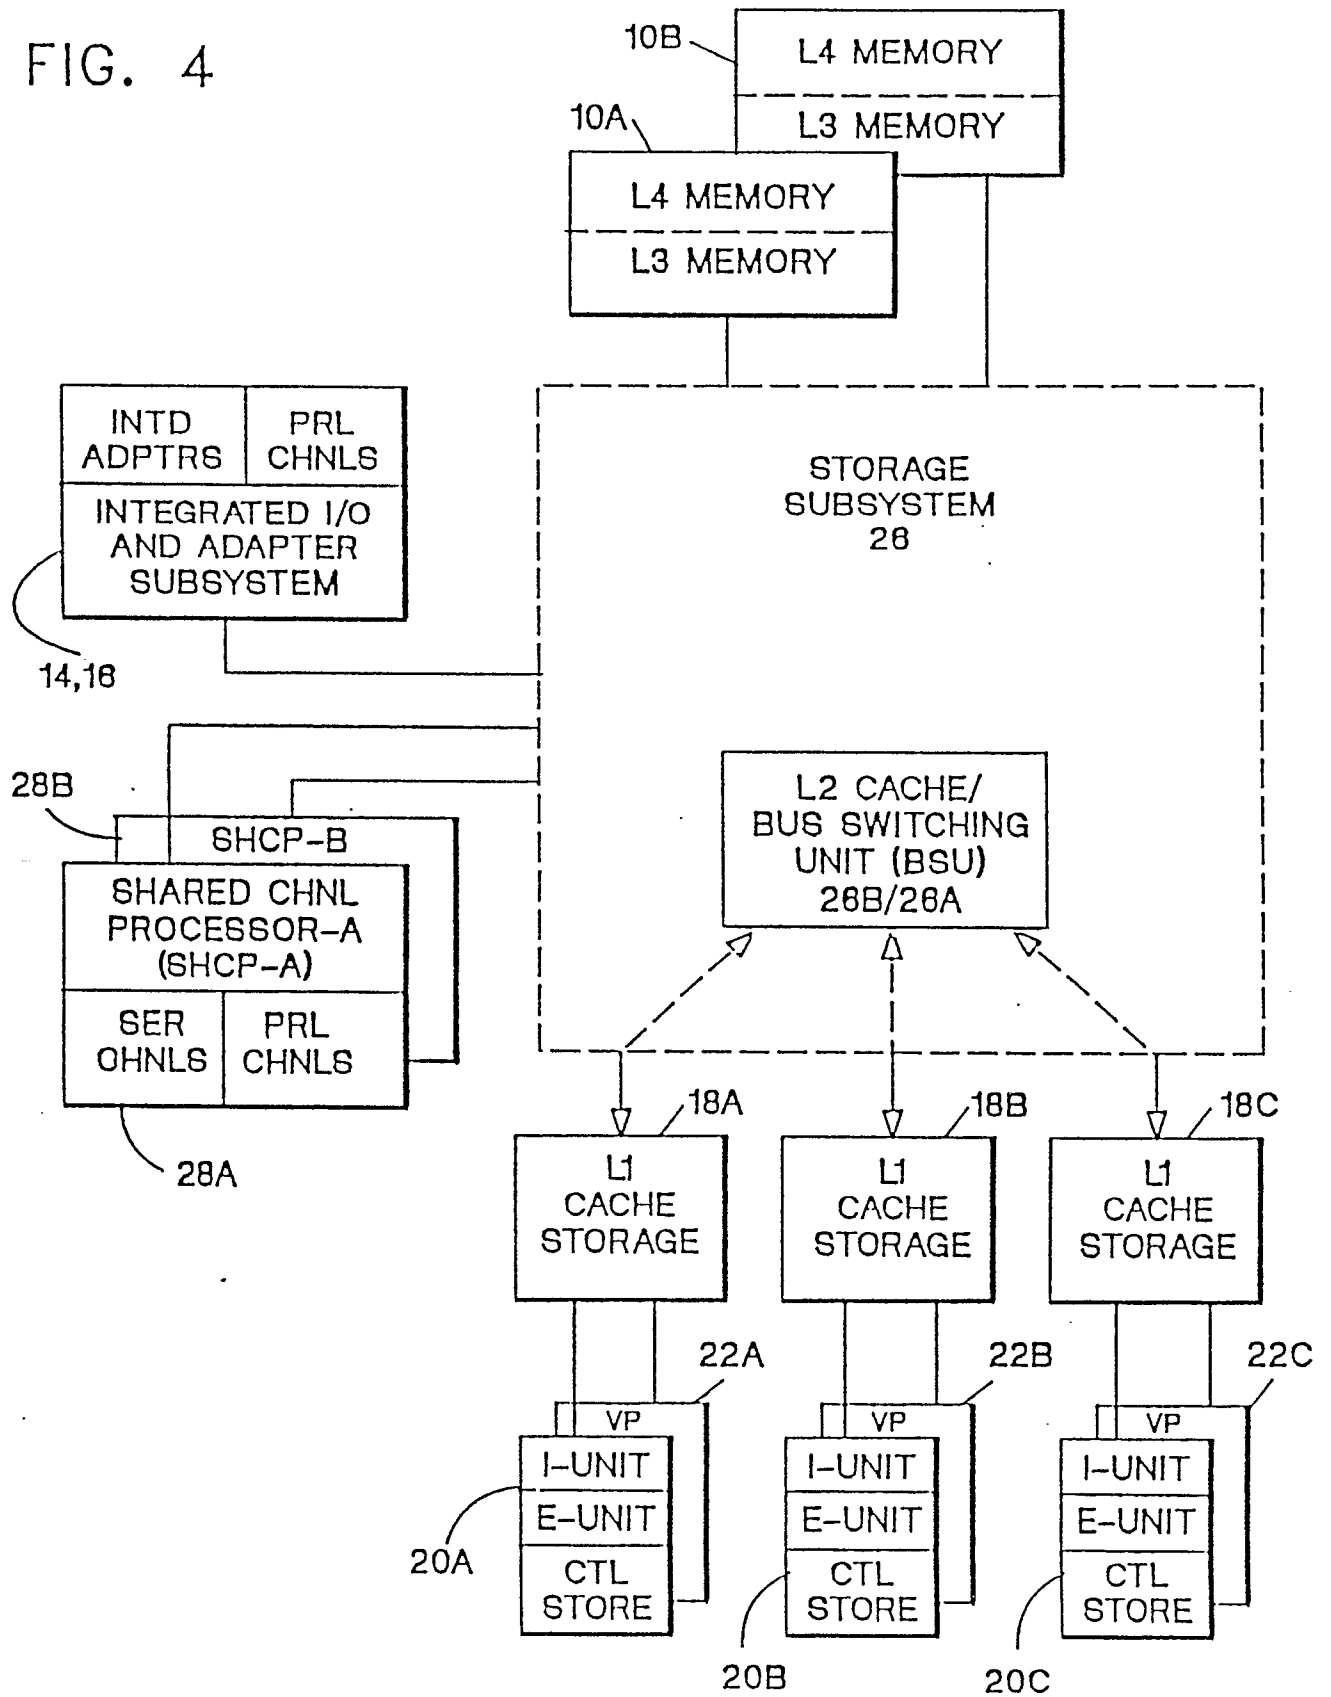 FIG. 4
10B
L4 MEMORY
L3 MEMORY
10A
L4 MEMORY
L3 MEMORY
INTD
ADPTRS
PRL
CHNLS
INTEGRATED I/O
AND ADAPTER
SUBSYSTEM
14,16
STORAGE
SUBSYSTEM
26
28B
SHCP-B
SHARED CHNL
PROCESSOR-A
(SHCP-A)
SER
OHNLS
PRL
CHNLS
28A
L2 CACHE/
BUS SWITCHING
UNIT (BSU)
26B/26A
18A
L1
CACHE
STORAGE
18B
L1
CACHE
STORAGE
18C
L1
CACHE
STORAGE
22A
VP
I-UNIT
E-UNIT
CTL
STORE
20A
22B
VP
I-UNIT
E-UNIT
CTL
STORE
20B
22C
VP
I-UNIT
E-UNIT
CTL
STORE
20C